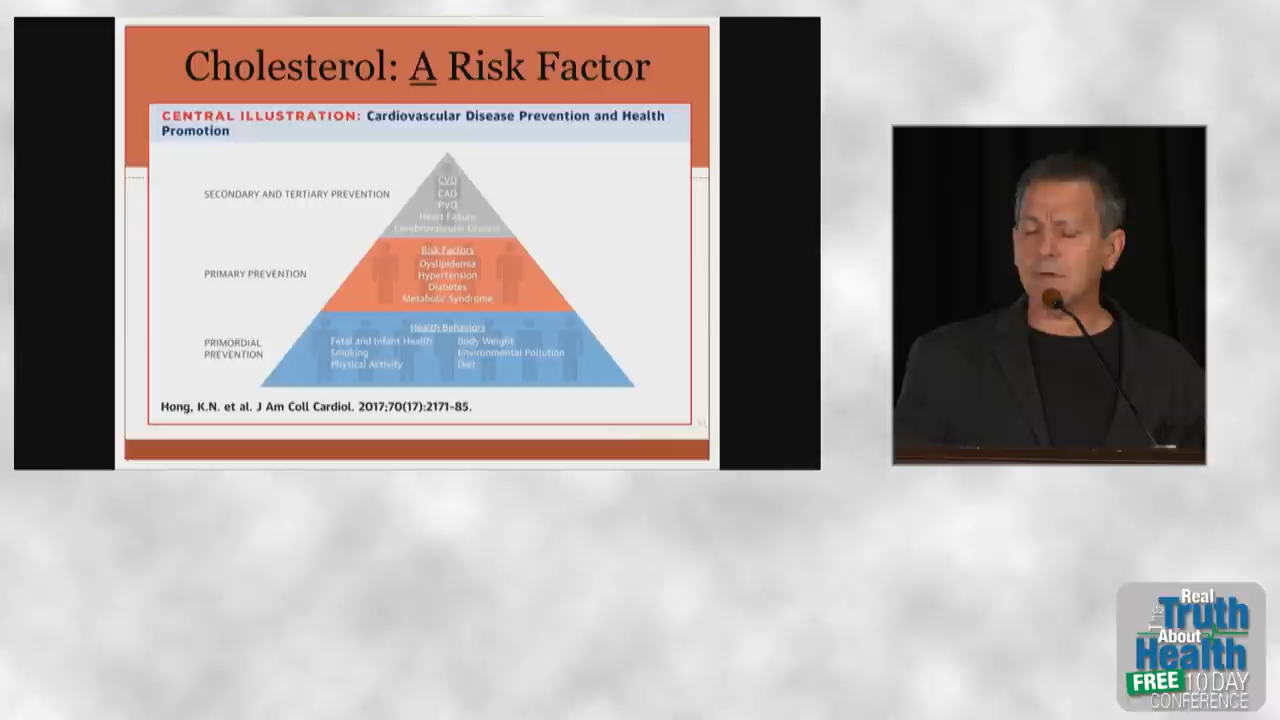 Cholesterol: A Risk Factor
CENTRAL ILLUSTRATION: Cardiovascular Disease Prevention and Health
Promotion
SECONDARY AND TERTIARY PREVENTION
CVD
CAD
PVD
Heart Failure
Cerebrovascular Disease
PRIMARY PREVENTION
Risk Factors
Dyslipidemia
Hypertension
Diabetes
Metabolic Syndrome
PRIMORDIAL
PREVENTION
Health Behaviors
Fetal and Infant Health
Smoking
Physical Activity
Body Weight
Environmental Pollution
Diet
Hong, K.N. et al. J Am Coll Cardiol. 2017;70(17):2171-85.
The Real
Truth
About
Health
FREE 10 DAY
CONFERENCE